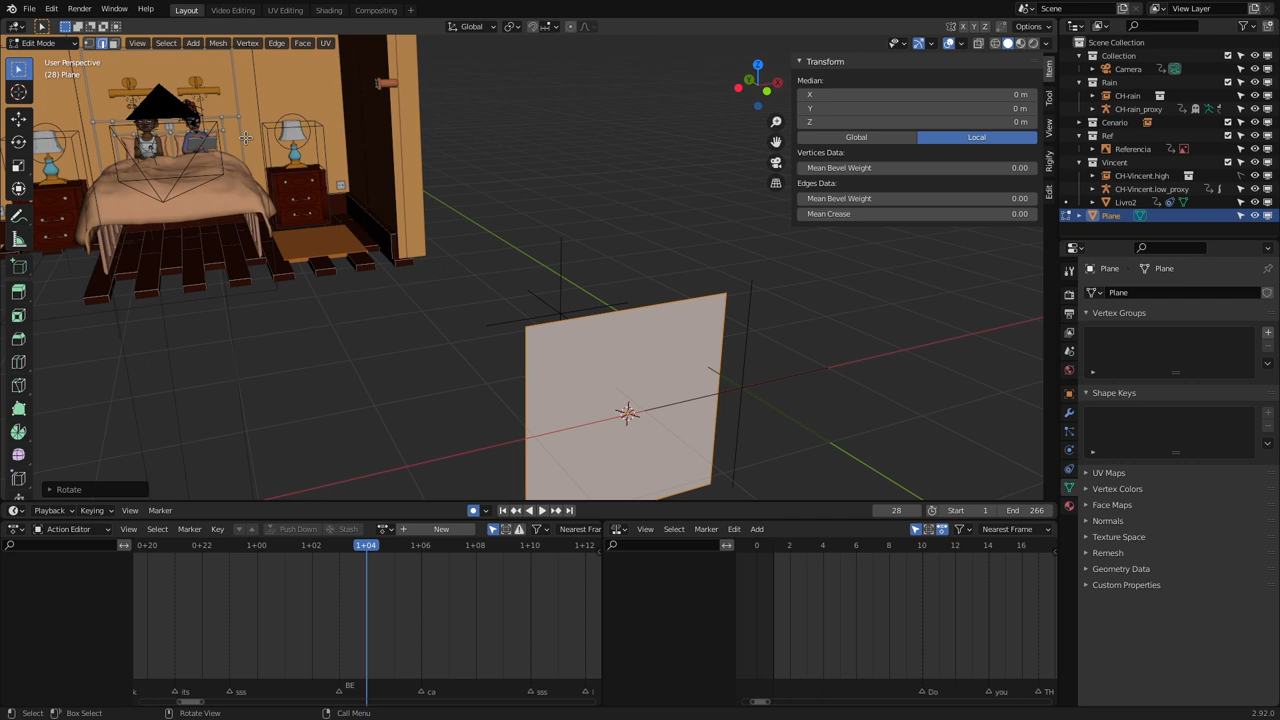 File Edit Render Window Help Layout Video Editing UV Editing Shading Compositing + Scene View Layer
Global Options
Edit Mode View Select Add Mesh Vertex Edge Face UV
User Perspective
(28) Plane
Z
Y
X
Transform
Median:
X 0 m
Y 0 m
Z 0 m
Global Local
Vertices Data:
Mean Bevel Weight 0.00
Edges Data:
Mean Bevel Weight 0.00
Mean Crease 0.00
Item
Tool
View
Rigify
Edit
Scene Collection
Collection
Camera
Rain
CH-rain
CH-rain_proxy
Cenario
Ref
Referencia
Vincent
CH-Vincent.high
CH-Vincent.low_proxy
Livro2
Plane
Plane Plane
Plane
Vertex Groups
Shape Keys
UV Maps
Vertex Colors
Face Maps
Normals
Texture Space
Remesh
Geometry Data
Custom Properties
Rotate
Playback Keying View Marker 28 Start 1 End 266
Action Editor View Select Marker Key Push Down Stash New Nearest Frar
View Select Marker Edit Add Nearest Frame
0+20 0+22 1+00 1+02 1+04 1+06 1+08 1+10 1+12
0 2 4 6 8 10 12 14 16
BE
its sss ca sss
Do you TH
Select Box Select Rotate View Call Menu 2.92.0